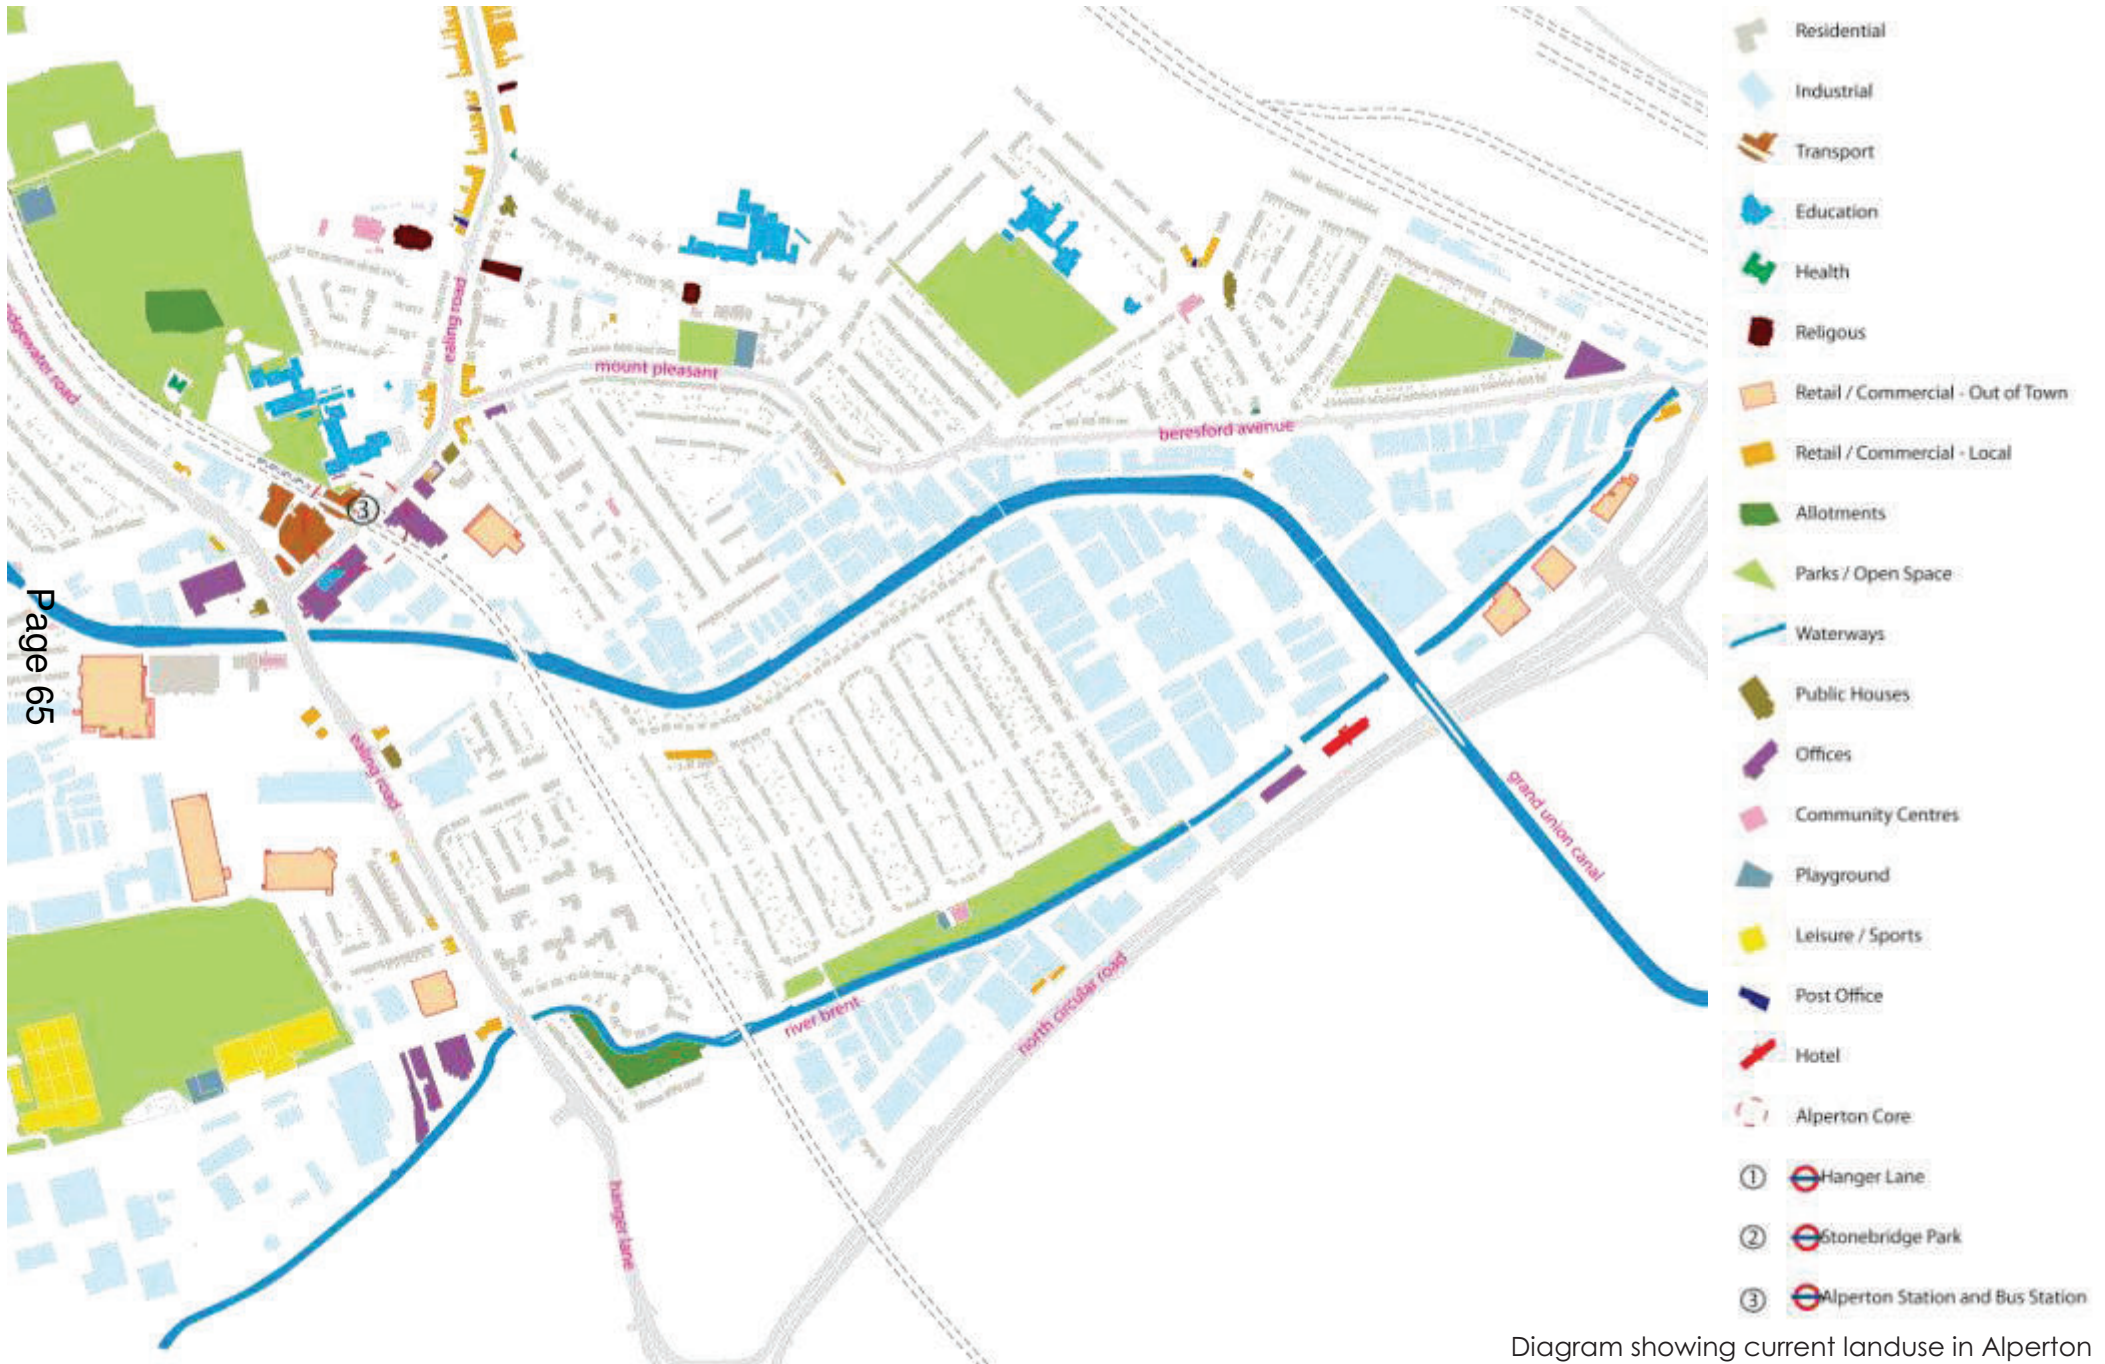 ealing road
bridgewater road
mount pleasant
beresford avenue
3
Page 65
ealing road
grand union canal
river brent
north circular road
hanger lane
Residential
Industrial
Transport
Education
Health
Religous
Retail / Commercial - Out of Town
Retail / Commercial - Local
Allotments
Parks / Open Space
Waterways
Public Houses
Offices
Community Centres
Playground
Leisure / Sports
Post Office
Hotel
Alperton Core
1 Hanger Lane
2 Stonebridge Park
3 Alperton Station and Bus Station
Diagram showing current landuse in Alperton